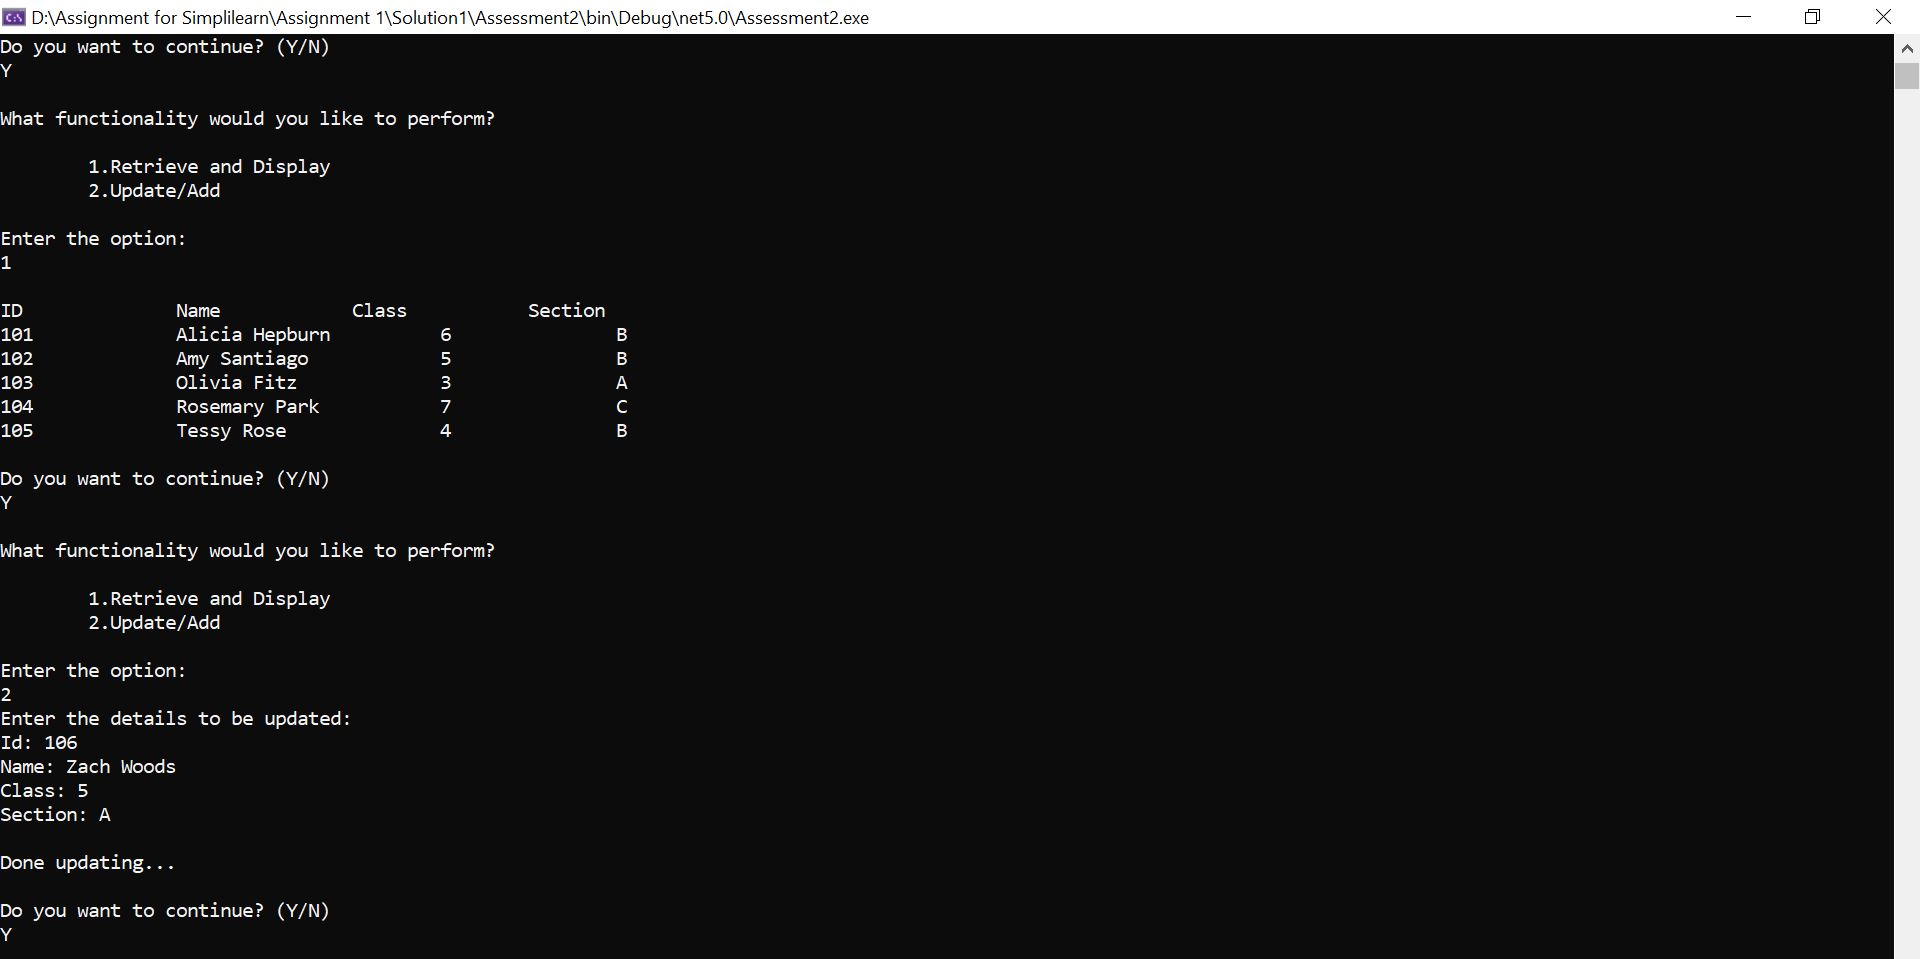 D:\Assignment for Simplilearn\Assignment 1\Solution1\Assessment2\bin\Debug\net5.0\Assessment2.exe
Do you want to continue? (Y/N)
Y
What functionality would you like to perform?
1.Retrieve and Display
2.Update/Add
Enter the option:
1
ID Name Class Section
101 Alicia Hepburn 6 B
102 Amy Santiago 5 B
103 Olivia Fitz 3 A
104 Rosemary Park 7 C
105 Tessy Rose 4 B
Do you want to continue? (Y/N)
Y
What functionality would you like to perform?
1.Retrieve and Display
2.Update/Add
Enter the option:
2
Enter the details to be updated:
Id: 106
Name: Zach Woods
Class: 5
Section: A
Done updating...
Do you want to continue? (Y/N)
Y